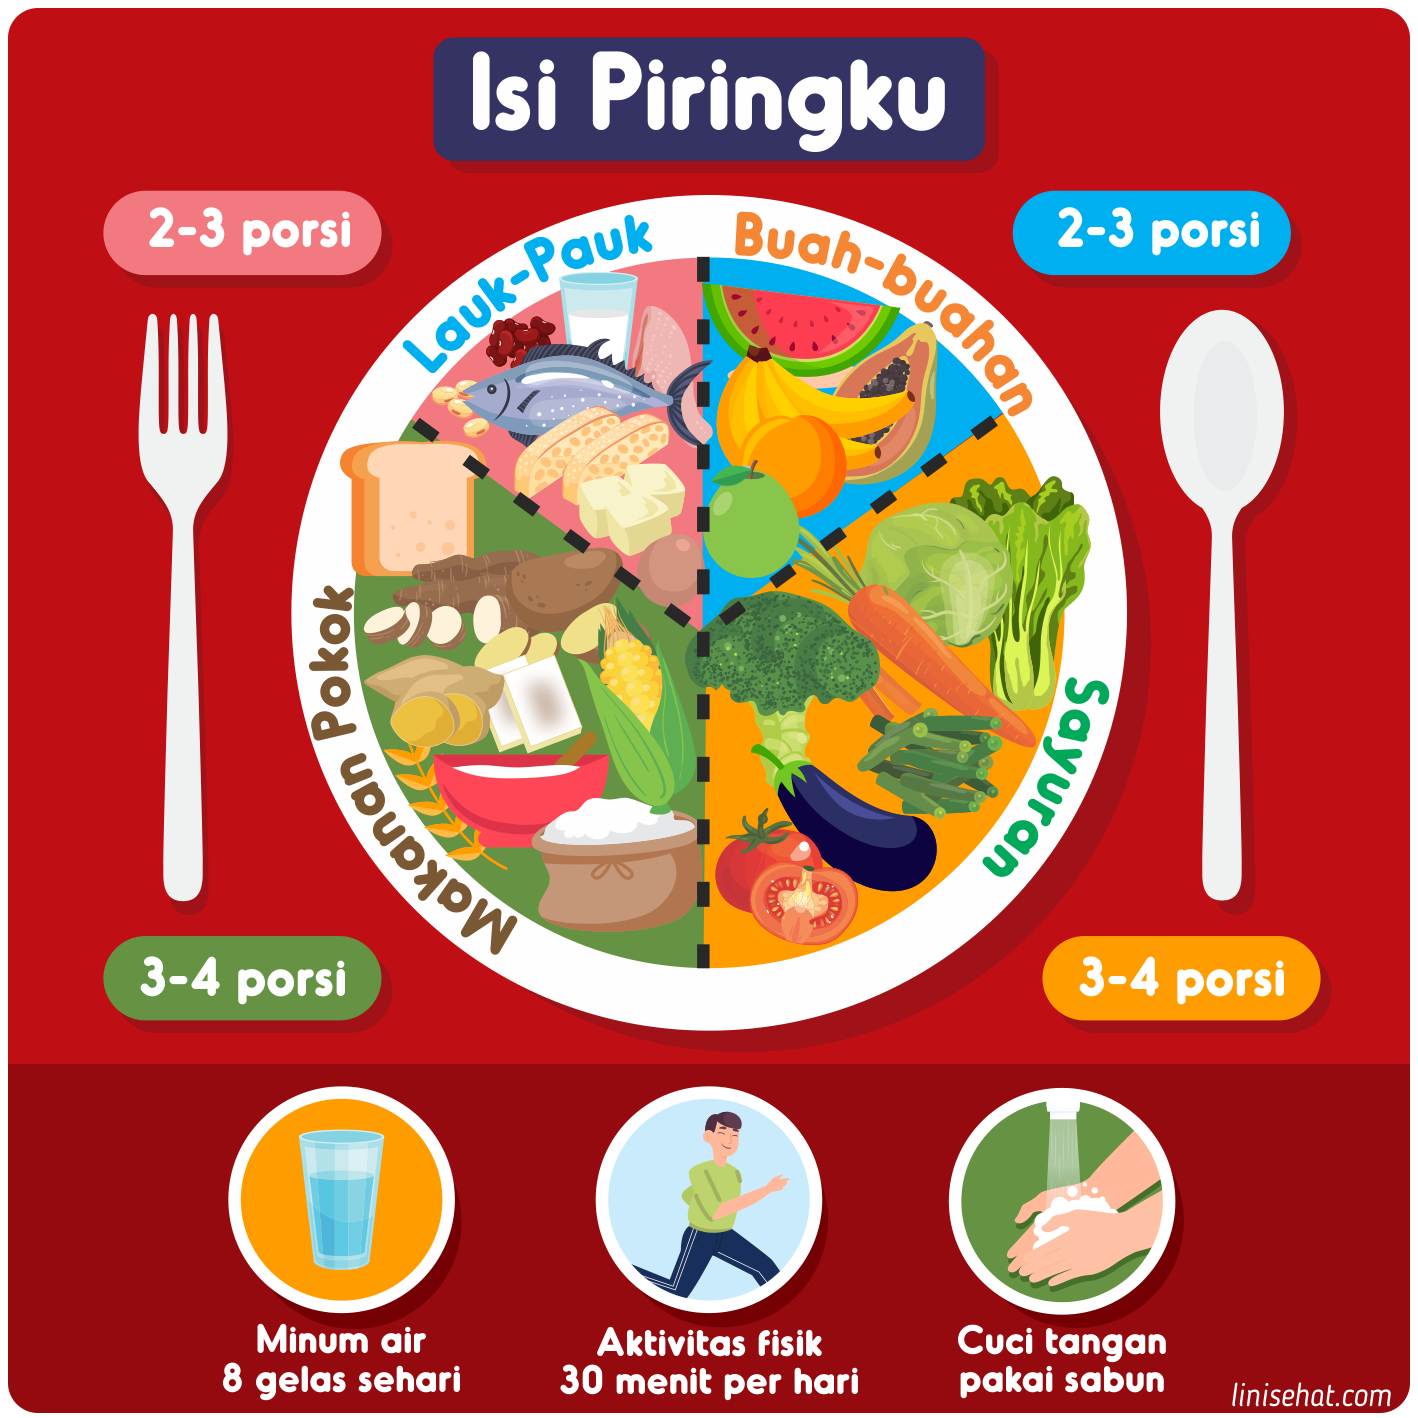 Isi Piringku
2-3 porsi
2-3 porsi
Lauk-Pauk
Buah-buahan
Makanan Pokok
Sayuran
3-4 porsi
3-4 porsi
Minum air
8 gelas sehari
Aktivitas fisik
30 menit per hari
Cuci tangan
pakai sabun
linisehat.com